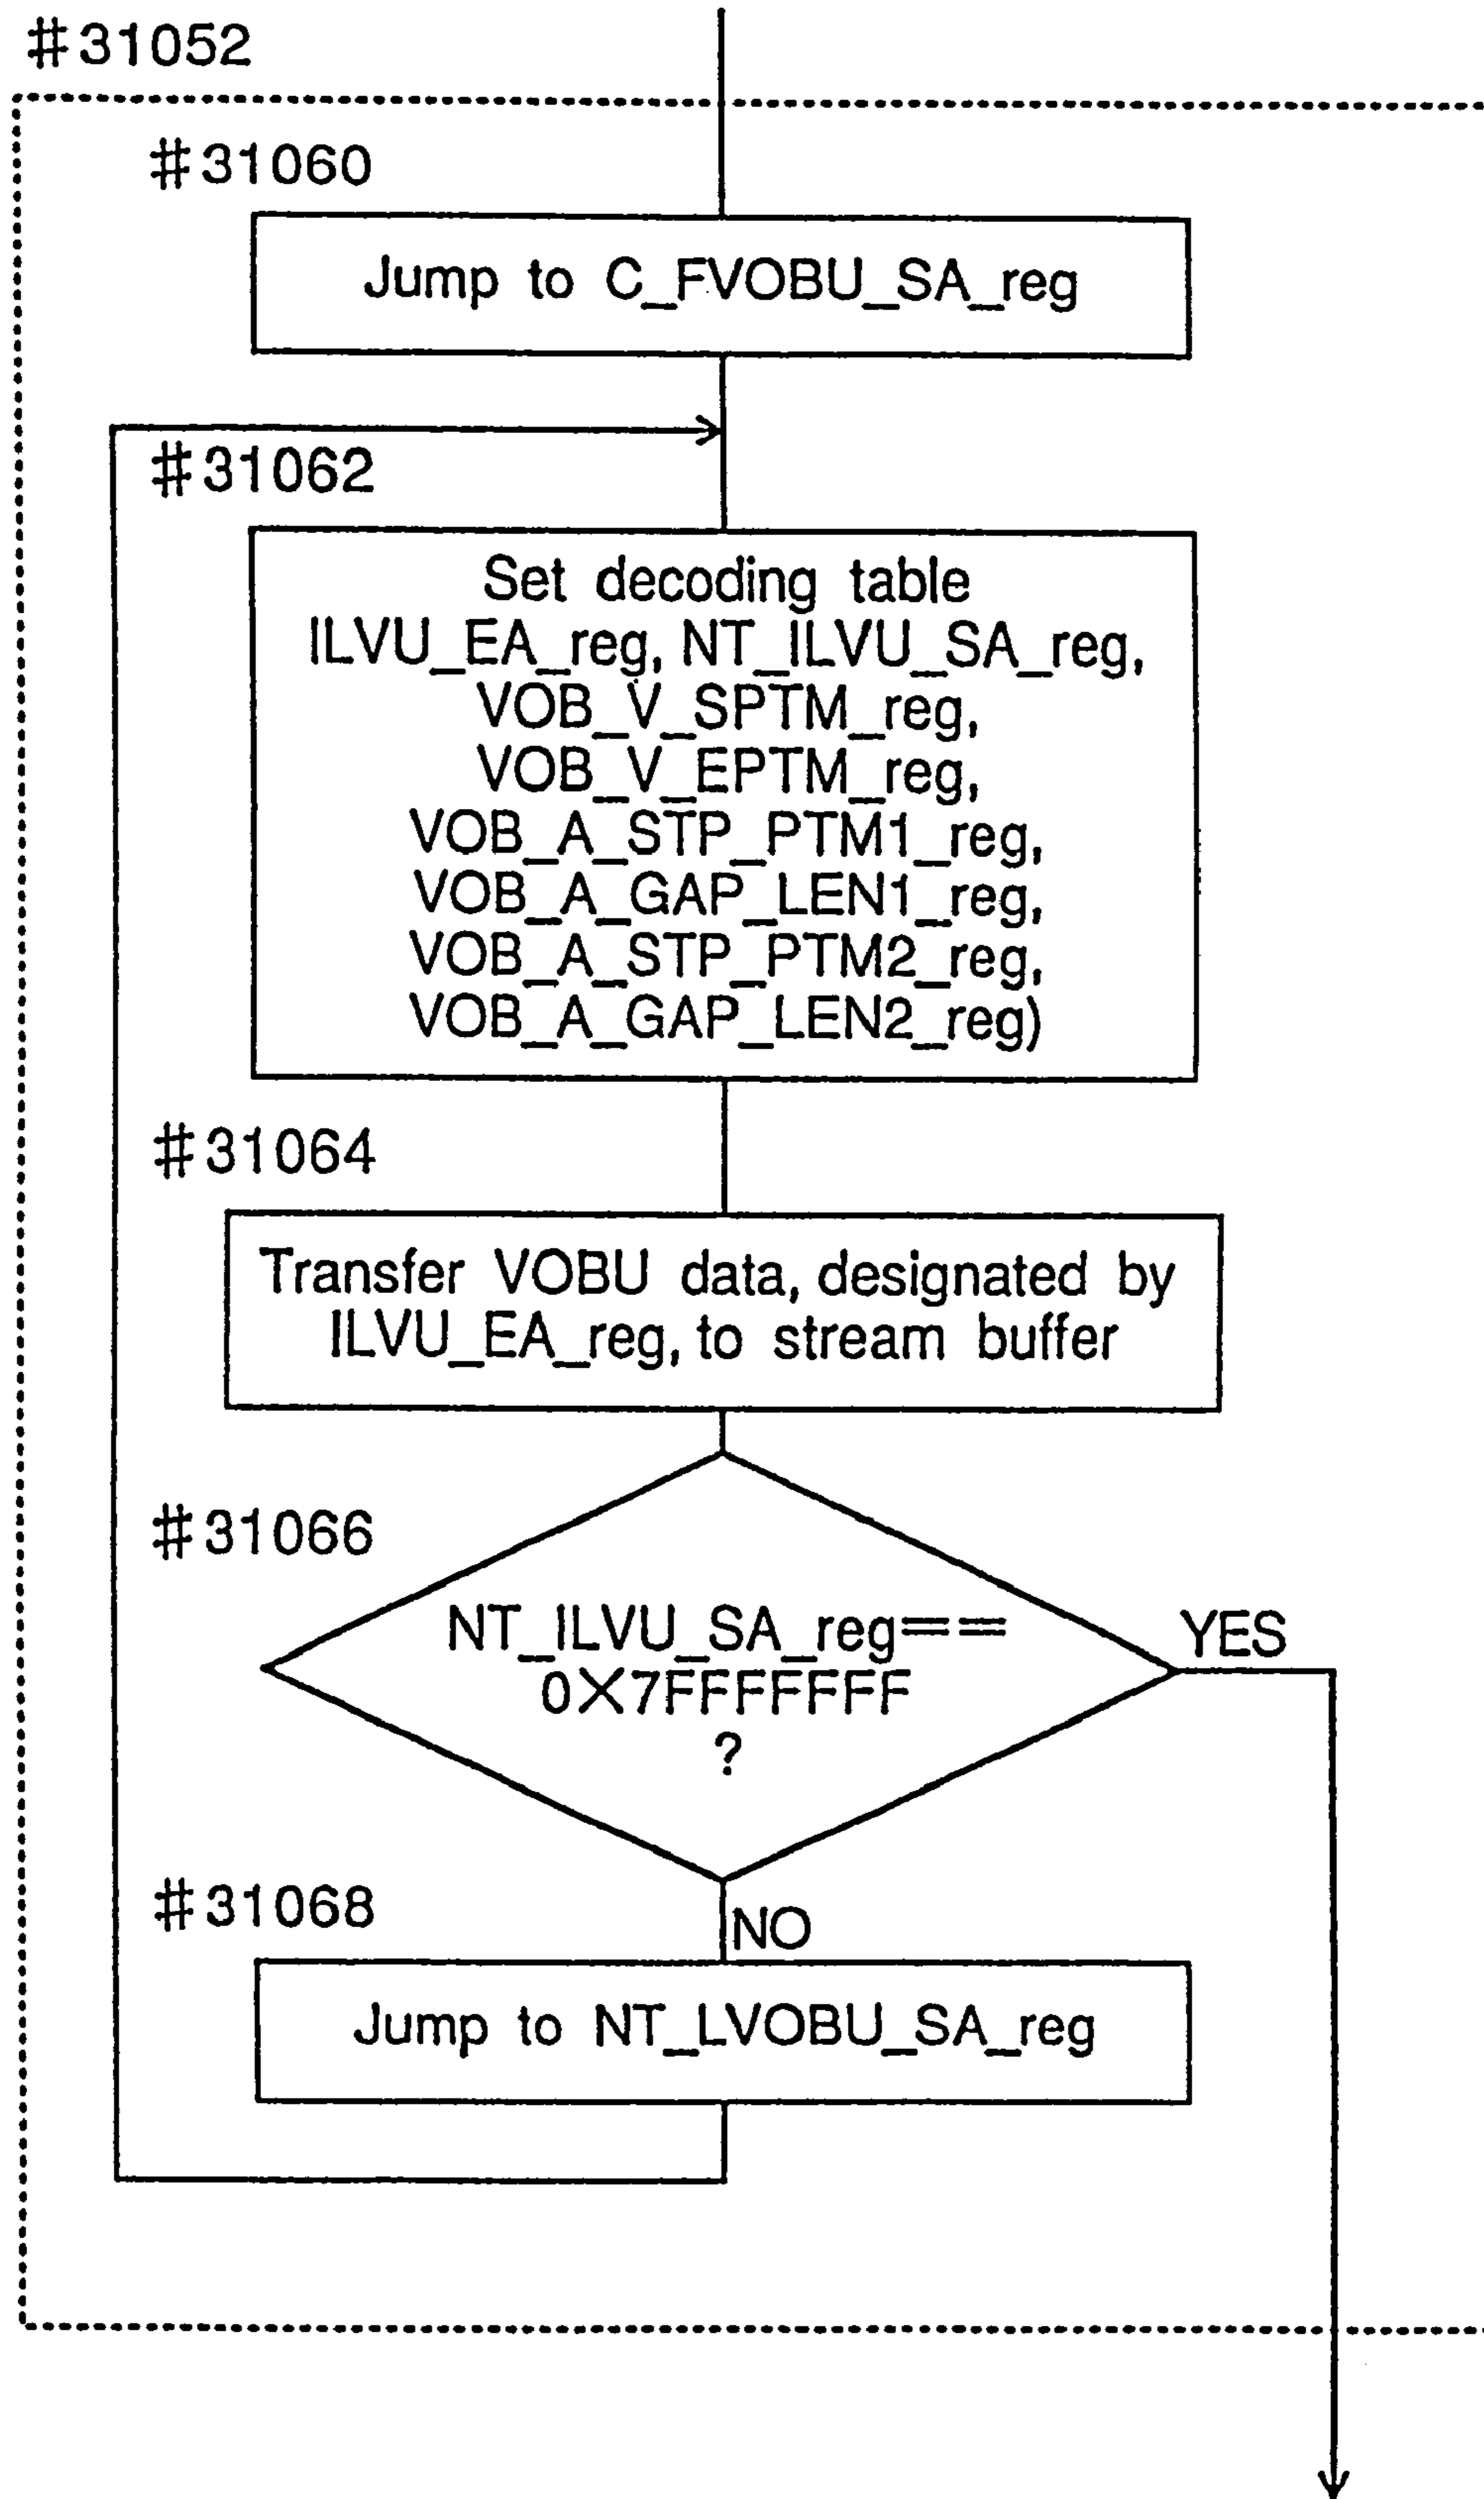 #31052
#31060
Jump to C_FVOBU_SA_reg
#31062
Set decoding table
ILVU_EA_reg, NT_ILVU_SA_reg,
VOB_V_SPTM_reg,
VOB_V_EPTM_reg,
VOB_A_STP_PTM1_reg,
VOB_A_GAP_LEN1_reg,
VOB_A_STP_PTM2_reg,
VOB_A_GAP_LEN2_reg)
#31064
Transfer VOBU data, designated by
ILVU_EA_reg, to stream buffer
#31066
NT_ILVU_SA_reg==
0X7FFFFFFF
?
YES
#31068
NO
Jump to NT_LVOBU_SA_reg